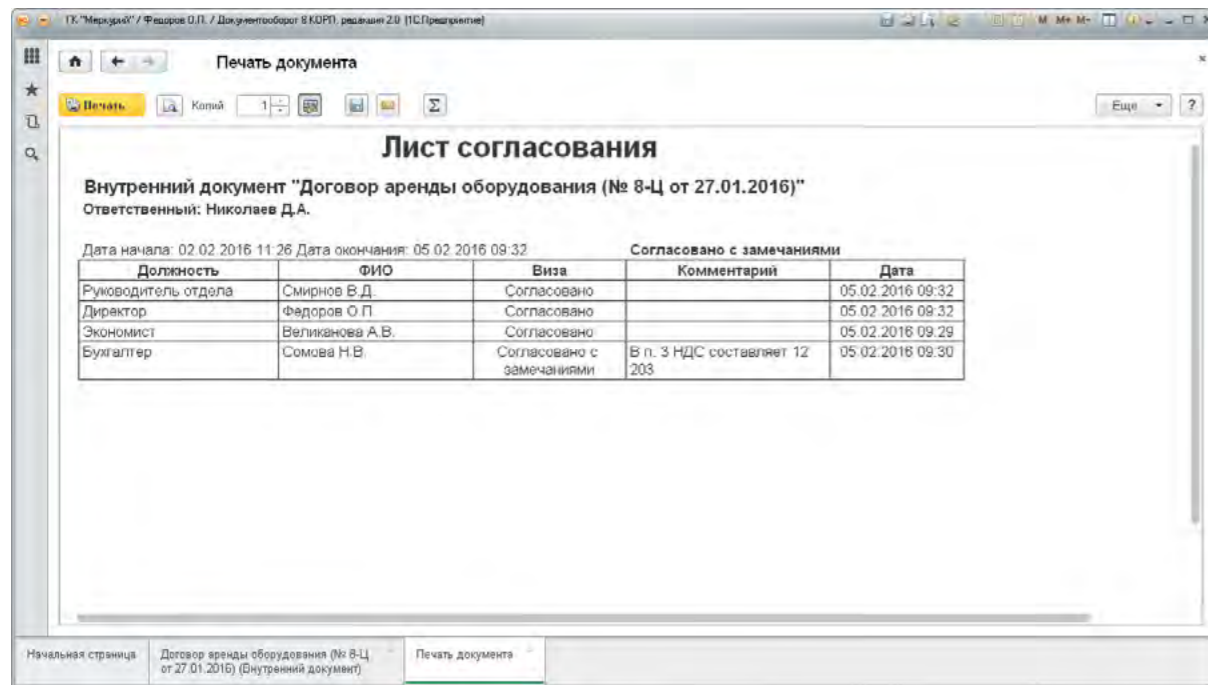 ГК "Меркурий" / Федоров О.П. / Документооборот 8 КОРП, редакция 2.0 (1С:Предприятие)
M M+ M-
Печать документа
Печать
Копий
1
Σ
Еще
?
Лист согласования
Внутренний документ "Договор аренды оборудования (№ 8-Ц от 27.01.2016)"
Ответственный: Николаев Д.А.
Дата начала: 02.02.2016 11:26 Дата окончания: 05.02.2016 09:32 Согласовано с замечаниями
Должность ФИО Виза Комментарий Дата
Руководитель отдела Смирнов В.Д. Согласовано 05.02.2016 09:32
Директор Федоров О.П. Согласовано 05.02.2016 09:32
Экономист Великанова А.В. Согласовано 05.02.2016 09:29
Бухгалтер Сомова Н.В. Согласовано с В п. 3 НДС составляет 12 05.02.2016 09:30
замечаниями 203
Начальная страница Договор аренды оборудования (№ 8-Ц Печать документа
от 27.01.2016) (Внутренний документ)